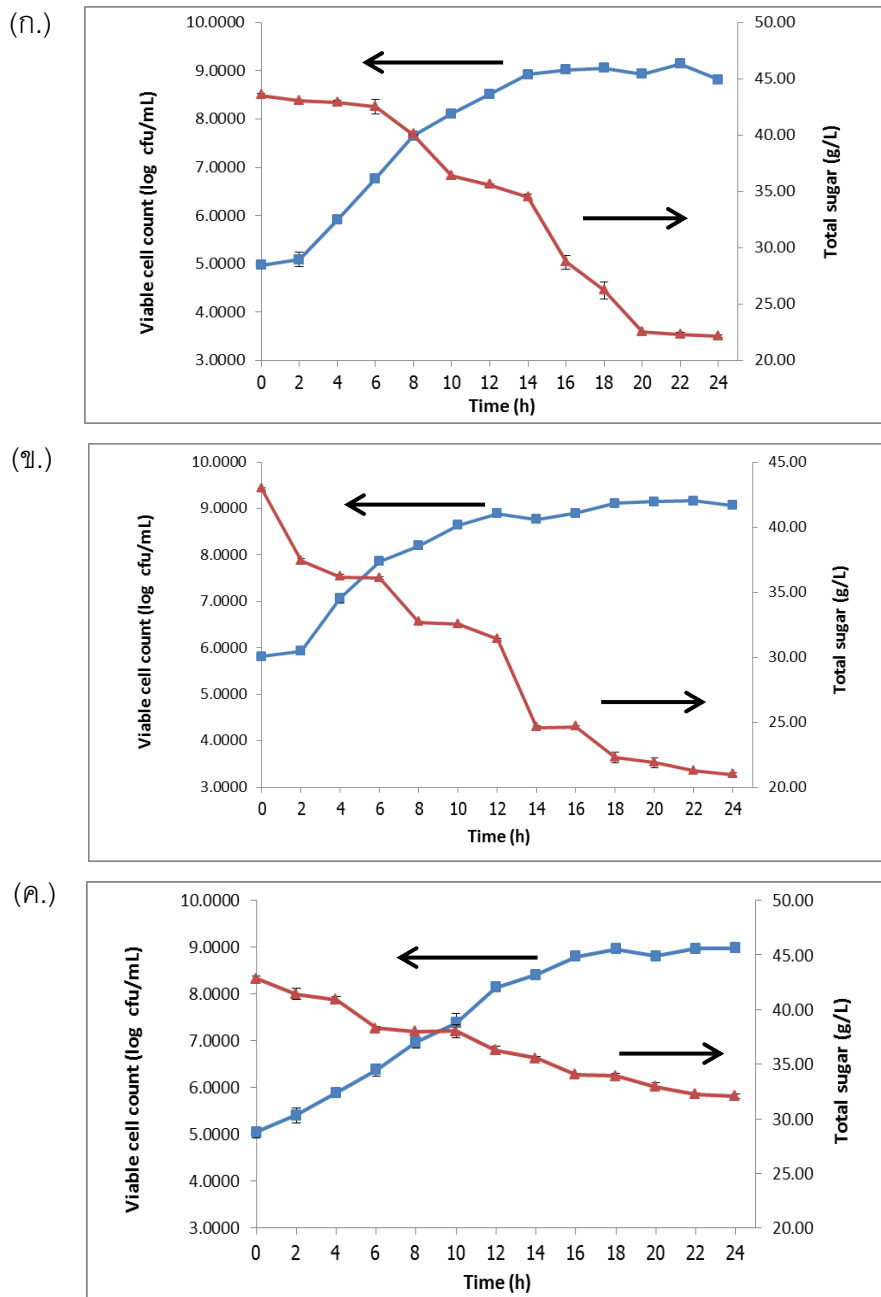 (ก.)
Viable cell count (log cfu/mL)
10.0000
9.0000
8.0000
7.0000
6.0000
5.0000
4.0000
3.0000
50.00
45.00
40.00
35.00
30.00
25.00
20.00
Total sugar (g/L)
0 2 4 6 8 10 12 14 16 18 20 22 24
Time (h)
(ข.)
Viable cell count (log cfu/mL)
10.0000
9.0000
8.0000
7.0000
6.0000
5.0000
4.0000
3.0000
45.00
40.00
35.00
30.00
25.00
20.00
Total sugar (g/L)
0 2 4 6 8 10 12 14 16 18 20 22 24
Time (h)
(ค.)
Viable cell count (log cfu/mL)
10.0000
9.0000
8.0000
7.0000
6.0000
5.0000
4.0000
3.0000
50.00
45.00
40.00
35.00
30.00
25.00
20.00
Total sugar (g/L)
0 2 4 6 8 10 12 14 16 18 20 22 24
Time (h)